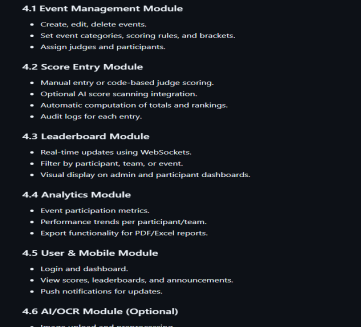 4.1 Event Management Module
• Create, edit, delete events.
• Set event categories, scoring rules, and brackets.
• Assign judges and participants.
4.2 Score Entry Module
• Manual entry or code-based judge scoring.
• Optional AI score scanning integration.
• Automatic computation of totals and rankings.
• Audit logs for each entry.
4.3 Leaderboard Module
• Real-time updates using WebSockets.
• Filter by participant, team, or event.
• Visual display on admin and participant dashboards.
4.4 Analytics Module
• Event participation metrics.
• Performance trends per participant/team.
• Export functionality for PDF/Excel reports.
4.5 User & Mobile Module
• Login and dashboard.
• View scores, leaderboards, and announcements.
• Push notifications for updates.
4.6 AI/OCR Module (Optional)
• Image upload and preprocessing.